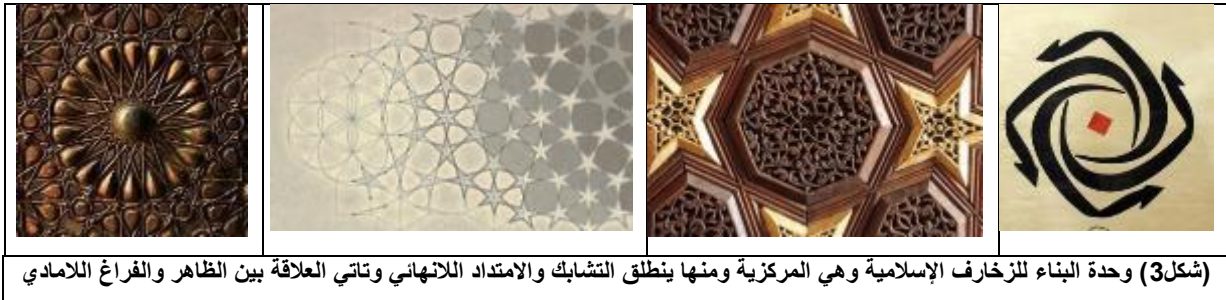 (شكل3) وحدة البناء للزخارف الإسلامية وهي المركزية ومنها ينطلق التشابك والامتداد اللانهائي وتاتي العلاقة بين الظاهر والفراغ اللامادي